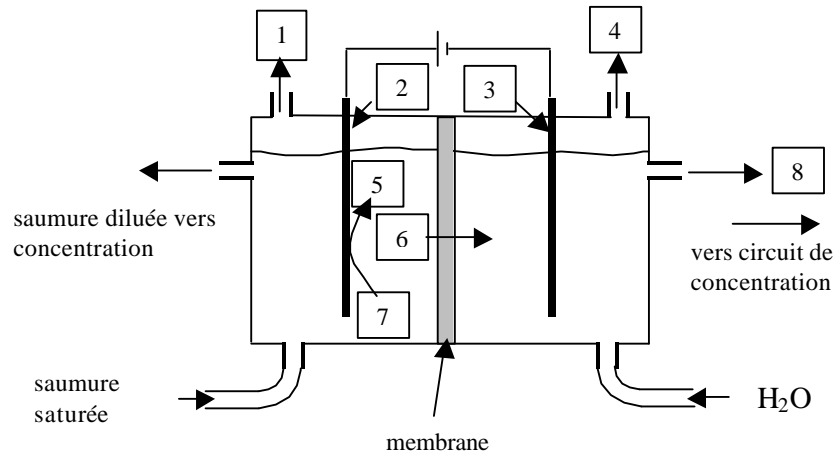 1
4
2
3
5
8
6
7
saumure diluée vers
concentration
vers circuit de
concentration
saumure
saturée
H₂O
membrane